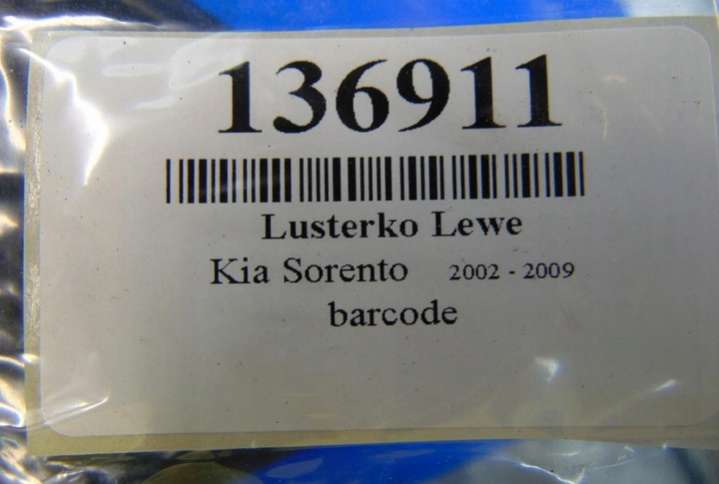 136911
Lusterko Lewe
Kia Sorento 2002 - 2009
barcode